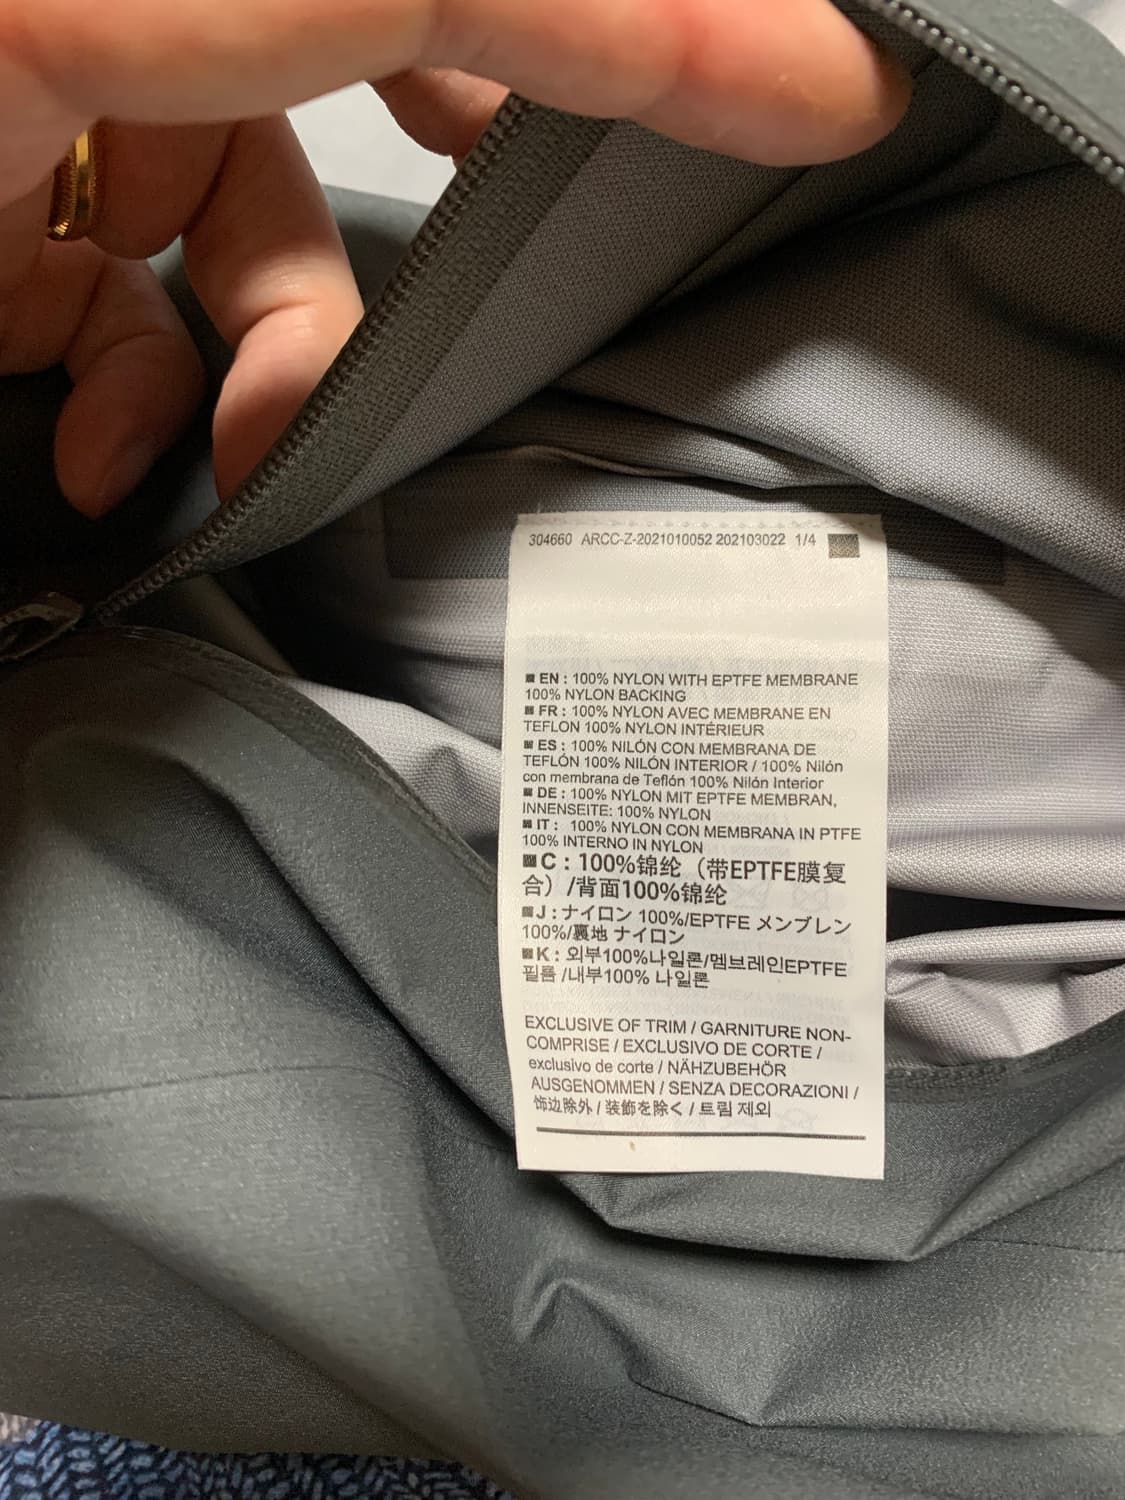 304660 ARCC-Z-2021010052 202103022 1/4
EN : 100% NYLON WITH EPTFE MEMBRANE
100% NYLON BACKING
FR : 100% NYLON AVEC MEMBRANE EN
TEFLON 100% NYLON INTÉRIEUR
ES : 100% NILÓN CON MEMBRANA DE
TEFLÓN 100% NILÓN INTERIOR / 100% Nilón
con membrana de Teflón 100% Nilón Interior
DE : 100% NYLON MIT EPTFE MEMBRAN,
INNENSEITE: 100% NYLON
IT : 100% NYLON CON MEMBRANA IN PTFE
100% INTERNO IN NYLON
C : 100%锦纶（带EPTFE膜复
合）/背面100%锦纶
J : ナイロン 100%/EPTFE メンブレン
100%/裏地 ナイロン
K : 외부100%나일론/멤브레인EPTFE
필름 /내부100% 나일론
EXCLUSIVE OF TRIM / GARNITURE NON-
COMPRISE / EXCLUSIVO DE CORTE /
exclusivo de corte / NÄHZUBEHÖR
AUSGENOMMEN / SENZA DECORAZIONI /
饰边除外 / 装飾を除く / 트림 제외